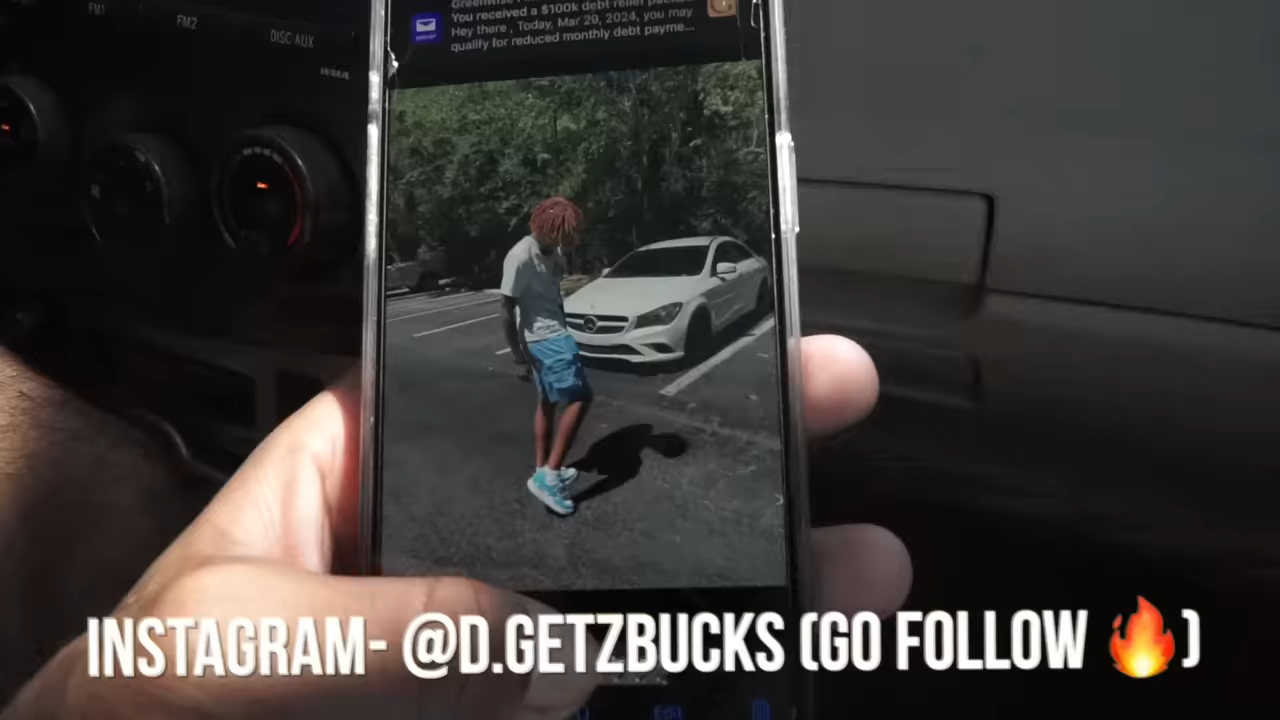 FM1
FM2
DISC AUX
You received a $100k debt relief
Hey there , Today, Mar 29, 2024, you may
qualify for reduced monthly debt payme...
INSTAGRAM- @D.GETZBUCKS (GO FOLLOW 🔥)
Edit